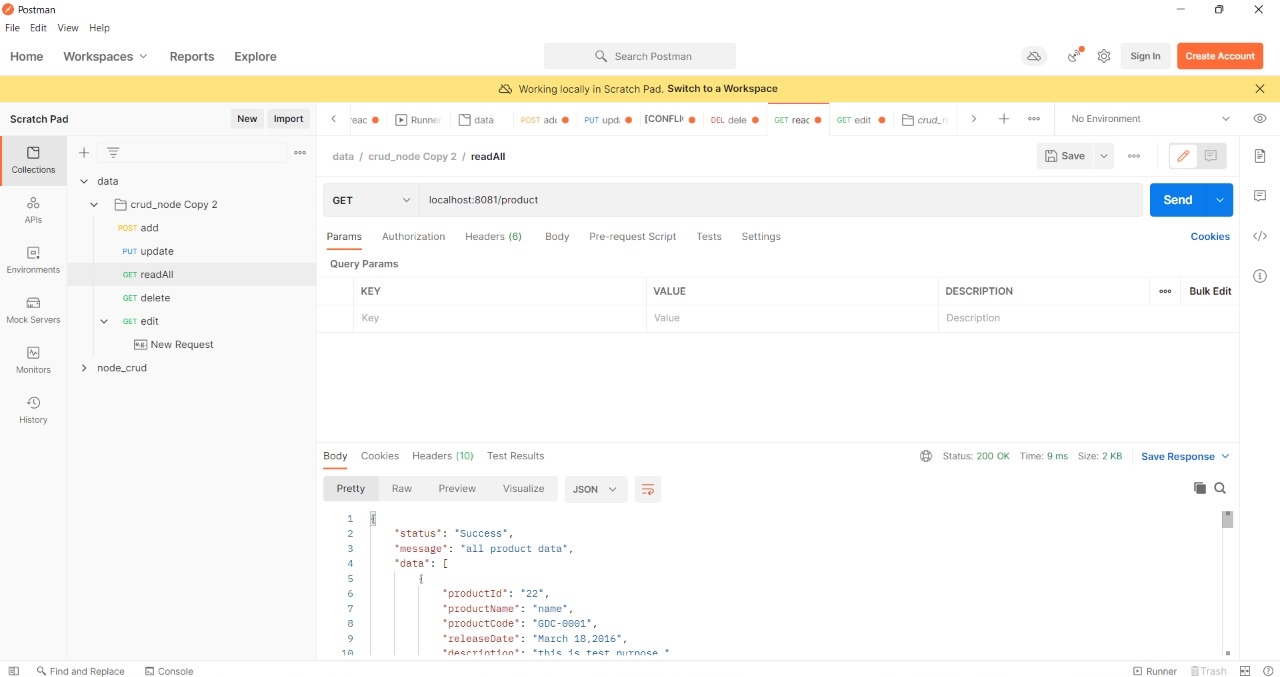 Postman
File Edit View Help
Home Workspaces Reports Explore Search Postman Sign In Create Account
Working locally in Scratch Pad. Switch to a Workspace
Scratch Pad New Import Runner data POST PUT [CONFLI DEL dele GET GET edit No Environment
Collections
APIs
Environments
Mock Servers
Monitors
History
data
crud_node Copy 2
POST add
PUT update
GET readAll
GET delete
GET edit
e.g. New Request
node_crud
data / crud_node Copy 2 / readAll Save
GET localhost:8081/product Send
Params Authorization Headers (6) Body Pre-request Script Tests Settings Cookies
Query Params
KEY VALUE DESCRIPTION Bulk Edit
Key Value Description
Body Cookies Headers (10) Test Results Status: 200 OK Time: 9 ms Size: 2 KB Save Response
Pretty Raw Preview Visualize JSON
1 {
2 "status": "Success",
3 "message": "all product data",
4 "data": [
5 {
6 "productId": "22",
7 "productName": "name",
8 "productCode": "GDC-0001",
9 "releaseDate": "March 18,2016",
10 "description": "this is test purpose "
Find and Replace Console Runner Trash